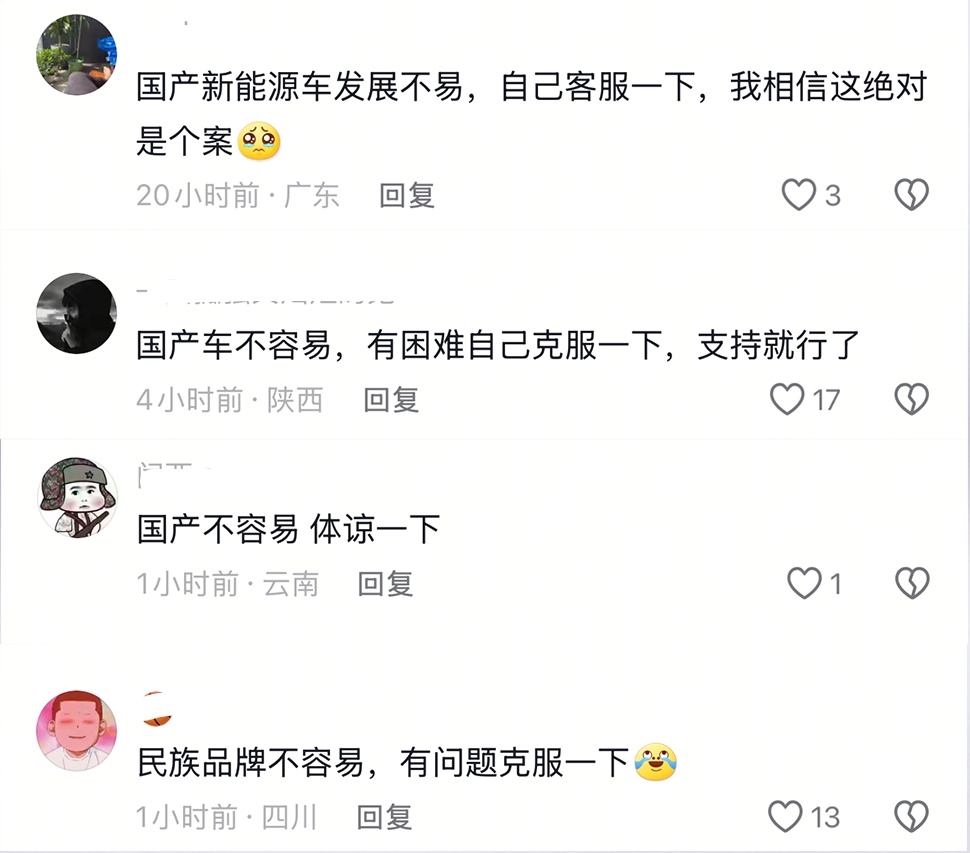 国产新能源车发展不易，自己客服一下，我相信这绝对
是个案🥹
20小时前·广东 回复 3
国产车不容易，有困难自己克服一下，支持就行了
4小时前·陕西 回复 17
国产不容易 体谅一下
1小时前·云南 回复 1
民族品牌不容易，有问题克服一下😂
1小时前·四川 回复 13